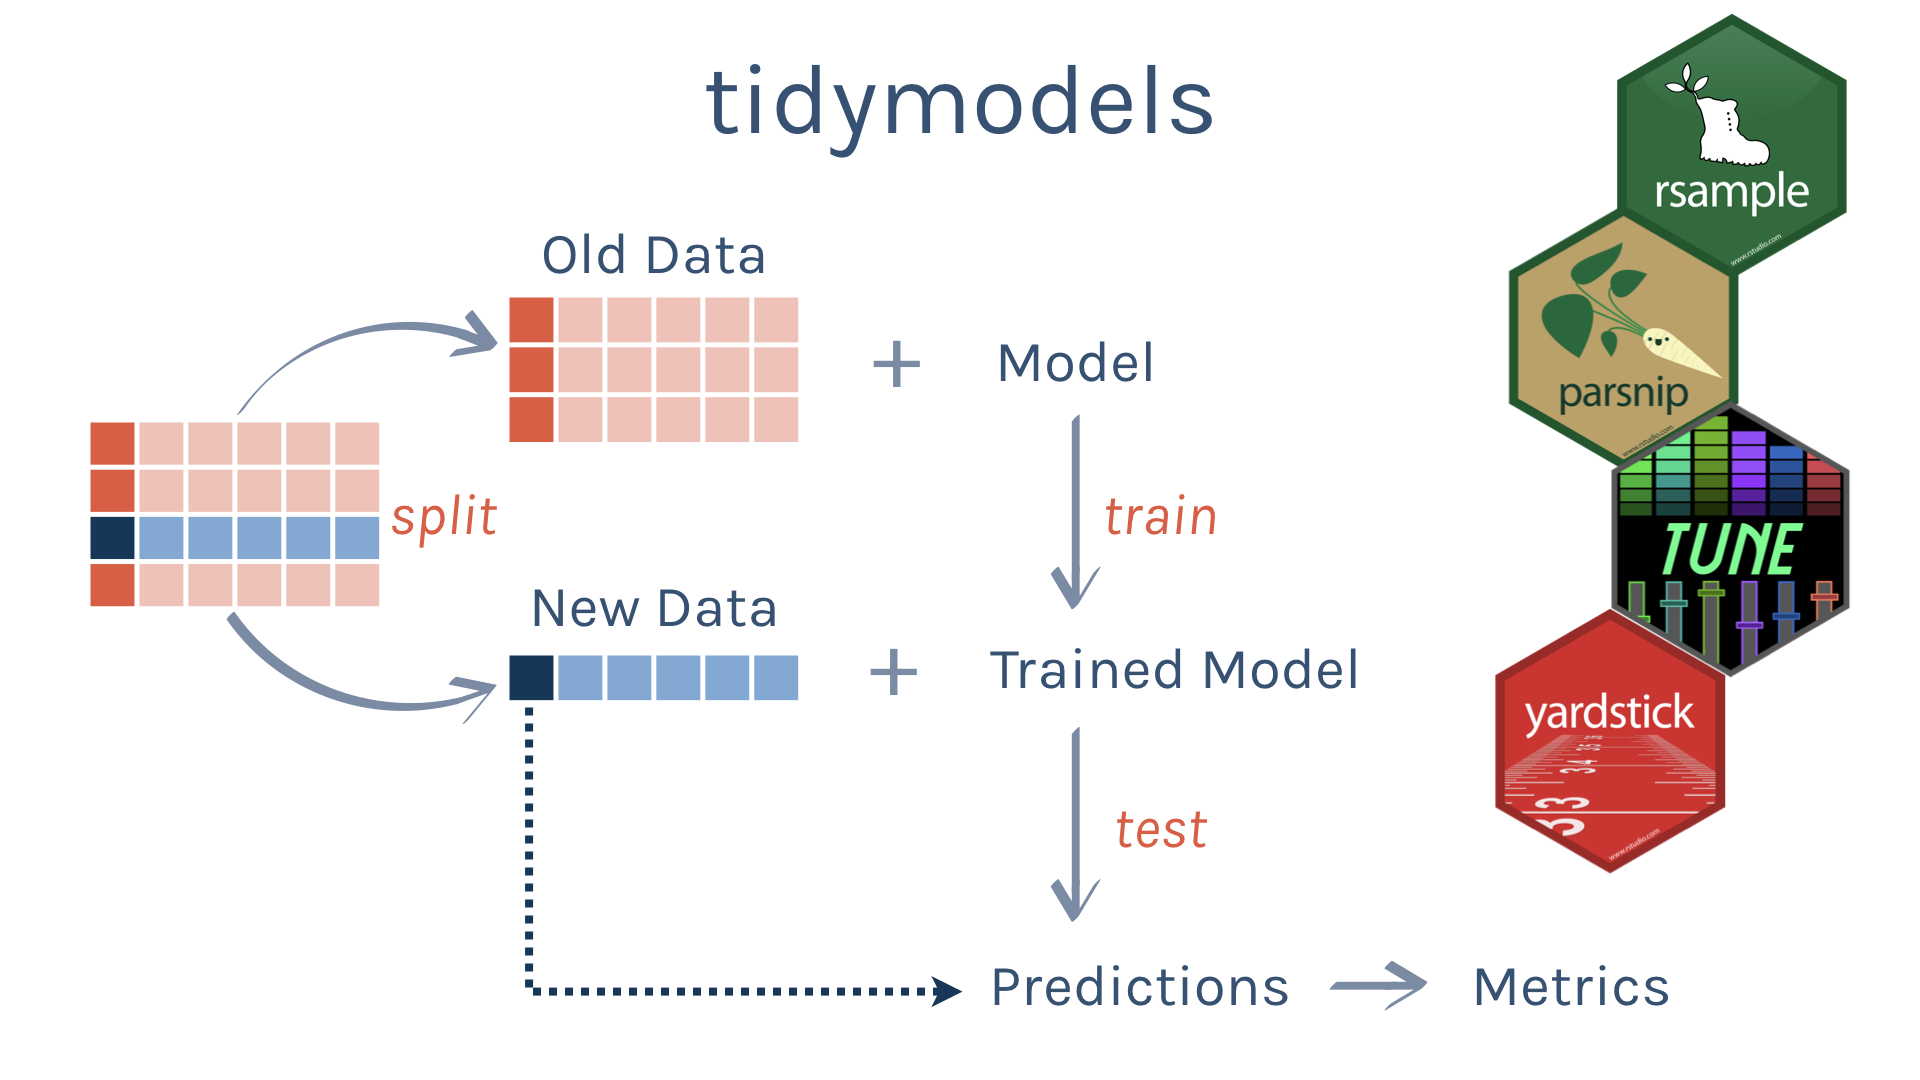 tidymodels
rsample
www.rstudio.com
Old Data
+
Model
parsnip
www.rstudio.com
split
train
TUNE
New Data
+
Trained Model
yardstick
test
www.rstudio.com
Predictions
Metrics